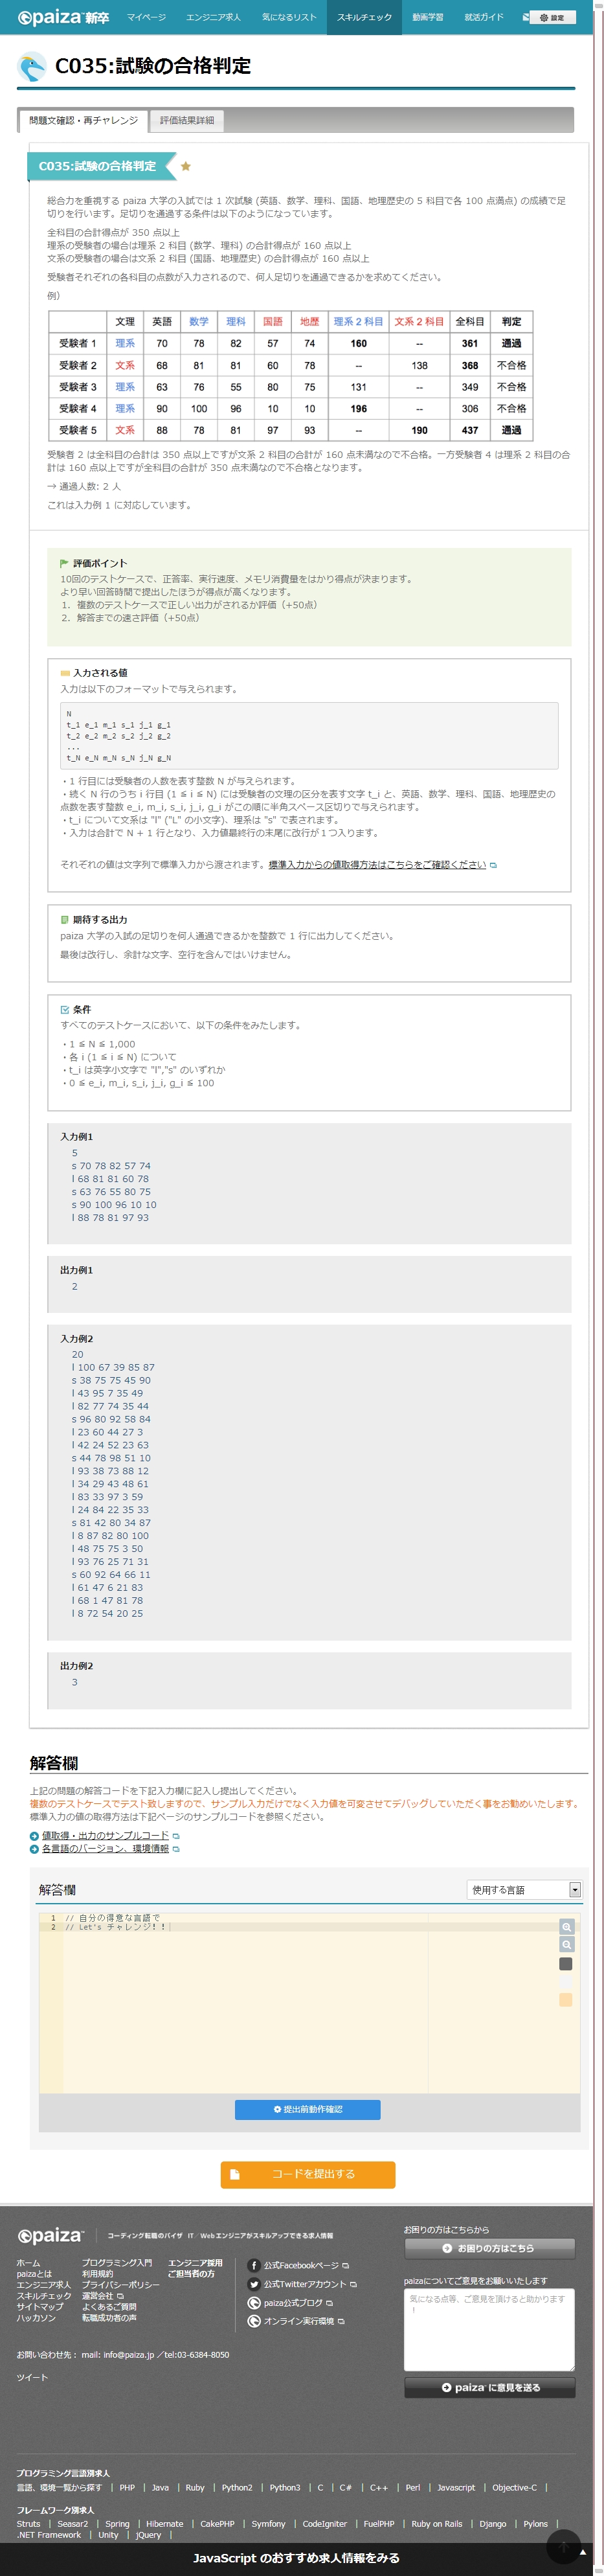 paiza新卒 マイページ エンジニア求人 気になるリスト スキルチェック 動画学習 就活ガイド 設定
C035:試験の合格判定
問題文確認・再チャレンジ 評価結果詳細
C035:試験の合格判定
総合力を重視する paiza 大学の入試では 1 次試験 (英語、数学、理科、国語、地理歴史の 5 科目で各 100 点満点) の成績で足
切りを行います。足切りを通過する条件は以下のようになっています。
全科目の合計得点が 350 点以上
理系の受験者の場合は理系 2 科目 (数学、理科) の合計得点が 160 点以上
文系の受験者の場合は文系 2 科目 (国語、地理歴史) の合計得点が 160 点以上
受験者それぞれの各科目の点数が入力されるので、何人足切りを通過できるかを求めてください。
例）
文理 英語 数学 理科 国語 地歴 理系 2 科目 文系 2 科目 全科目 判定
受験者 1 理系 70 78 82 57 74 160 -- 361 通過
受験者 2 文系 68 81 81 60 78 -- 138 368 不合格
受験者 3 理系 63 76 55 80 75 131 -- 349 不合格
受験者 4 理系 90 100 96 10 10 196 -- 306 不合格
受験者 5 文系 88 78 81 97 93 -- 190 437 通過
受験者 2 は全科目の合計は 350 点以上ですが文系 2 科目の合計が 160 点未満なので不合格。一方受験者 4 は理系 2 科目の合
計は 160 点以上ですが全科目の合計が 350 点未満なので不合格となります。
→ 通過人数: 2 人
これは入力例 1 に対応しています。
評価ポイント
10回のテストケースで、正答率、実行速度、メモリ消費量をはかり得点が決まります。
より早い回答時間で提出したほうが得点が高くなります。
1. 複数のテストケースで正しい出力がされるか評価（+50点）
2. 解答までの速さ評価（+50点）
入力される値
入力は以下のフォーマットで与えられます。
N
t_1 e_1 m_1 s_1 j_1 g_1
t_2 e_2 m_2 s_2 j_2 g_2
...
t_N e_N m_N s_N j_N g_N
・1 行目には受験者の人数を表す整数 N が与えられます。
・続く N 行のうち i 行目 (1 ≦ i ≦ N) には受験者の文理の区分を表す文字 t_i と、英語、数学、理科、国語、地理歴史の
点数を表す整数 e_i, m_i, s_i, j_i, g_i がこの順に半角スペース区切りで与えられます。
・t_i について文系は "l" ("L" の小文字)、理系は "s" で表されます。
・入力は合計で N + 1 行となり、入力値最終行の末尾に改行が１つ入ります。
それぞれの値は文字列で標準入力から渡されます。標準入力からの値取得方法はこちらをご確認ください
期待する出力
paiza 大学の入試の足切りを何人通過できるかを整数で 1 行に出力してください。
最後は改行し、余計な文字、空行を含んではいけません。
条件
すべてのテストケースにおいて、以下の条件をみたします。
・1 ≦ N ≦ 1,000
・各 i (1 ≦ i ≦ N) について
・t_i は英字小文字で "l","s" のいずれか
・0 ≦ e_i, m_i, s_i, j_i, g_i ≦ 100
入力例1
5
s 70 78 82 57 74
l 68 81 81 60 78
s 63 76 55 80 75
s 90 100 96 10 10
l 88 78 81 97 93
出力例1
2
入力例2
20
l 100 67 39 85 87
s 38 75 75 45 90
l 43 95 7 35 49
l 82 77 74 35 44
s 96 80 92 58 84
l 23 60 44 27 3
l 42 24 52 23 63
s 44 78 98 51 10
l 93 38 73 88 12
l 34 29 43 48 61
l 83 33 97 3 59
l 24 84 22 35 33
s 81 42 80 34 87
l 8 87 82 80 100
l 48 75 75 3 50
l 93 76 25 71 31
s 60 92 64 66 11
l 61 47 6 21 83
l 68 1 47 81 78
l 8 72 54 20 25
出力例2
3
解答欄
上記の問題の解答コードを下記入力欄に記入し提出してください。
複数のテストケースでテスト致しますので、サンプル入力だけでなく入力値を可変させてデバッグしていただく事をお勧めいたします。
標準入力の値の取得方法は下記ページのサンプルコードを参照ください。
値取得・出力のサンプルコード
各言語のバージョン、環境情報
解答欄 使用する言語
1 // 自分の得意な言語で
2 // Let's チャレンジ！！
提出前動作確認
コードを提出する
paiza コーディング転職のパイザ IT・Webエンジニアがスキルアップできる求人情報
お困りの方はこちらから
お困りの方はこちら
ホーム プログラミング入門 エンジニア採用 公式Facebookページ
paizaとは 利用規約 ご担当者の方
エンジニア求人 プライバシーポリシー 公式Twitterアカウント
スキルチェック 運営会社
サイトマップ よくあるご質問 paiza公式ブログ
ハッカソン 転職成功者の声 オンライン実行環境
paizaについてご意見をお願いいたします
気になる点等、ご意見を頂けると助かります
！
paizaに意見を送る
お問い合わせ先： mail: info@paiza.jp ／tel:03-6384-8050
ツイート
プログラミング言語別求人
言語、環境一覧から探す | PHP | Java | Ruby | Python2 | Python3 | C | C# | C++ | Perl | Javascript | Objective-C |
フレームワーク別求人
Struts | Seasar2 | Spring | Hibernate | CakePHP | Symfony | CodeIgniter | FuelPHP | Ruby on Rails | Django | Pylons |
.NET Framework | Unity | jQuery |
JavaScript のおすすめ求人情報をみる